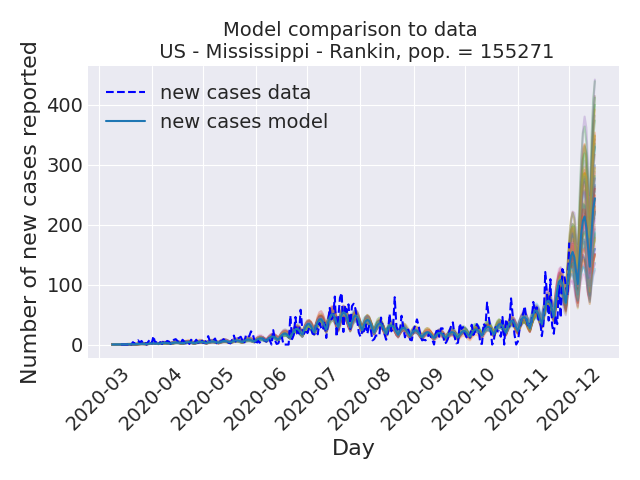 Model comparison to data
US - Mississippi - Rankin, pop. = 155271
Number of new cases reported
new cases data
new cases model
400
300
200
100
0
2020-03
2020-04
2020-05
2020-06
2020-07
2020-08
2020-09
2020-10
2020-11
2020-12
Day